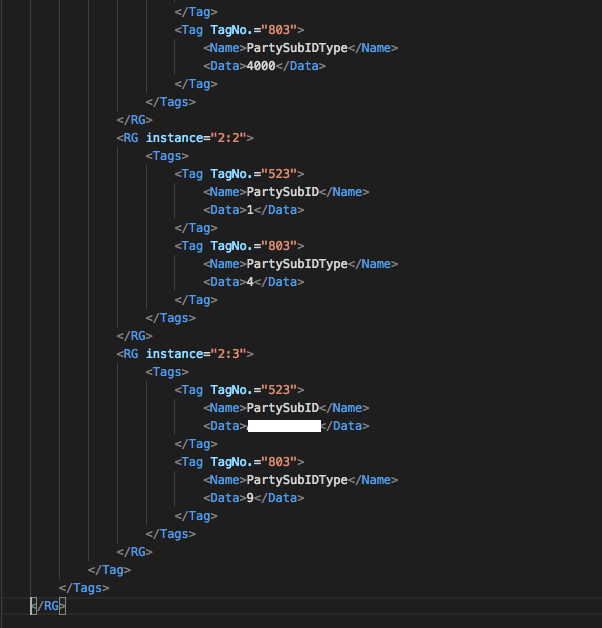 </Tag>
<Tag TagNo.="803">
<Name>PartySubIDType</Name>
<Data>4000</Data>
</Tag>
</Tags>
</RG>
<RG instance="2:2">
<Tags>
<Tag TagNo.="523">
<Name>PartySubID</Name>
<Data>1</Data>
</Tag>
<Tag TagNo.="803">
<Name>PartySubIDType</Name>
<Data>4</Data>
</Tag>
</Tags>
</RG>
<RG instance="2:3">
<Tags>
<Tag TagNo.="523">
<Name>PartySubID</Name>
<Data></Data>
</Tag>
<Tag TagNo.="803">
<Name>PartySubIDType</Name>
<Data>9</Data>
</Tag>
</Tags>
</RG>
</Tag>
</Tags>
</RG>